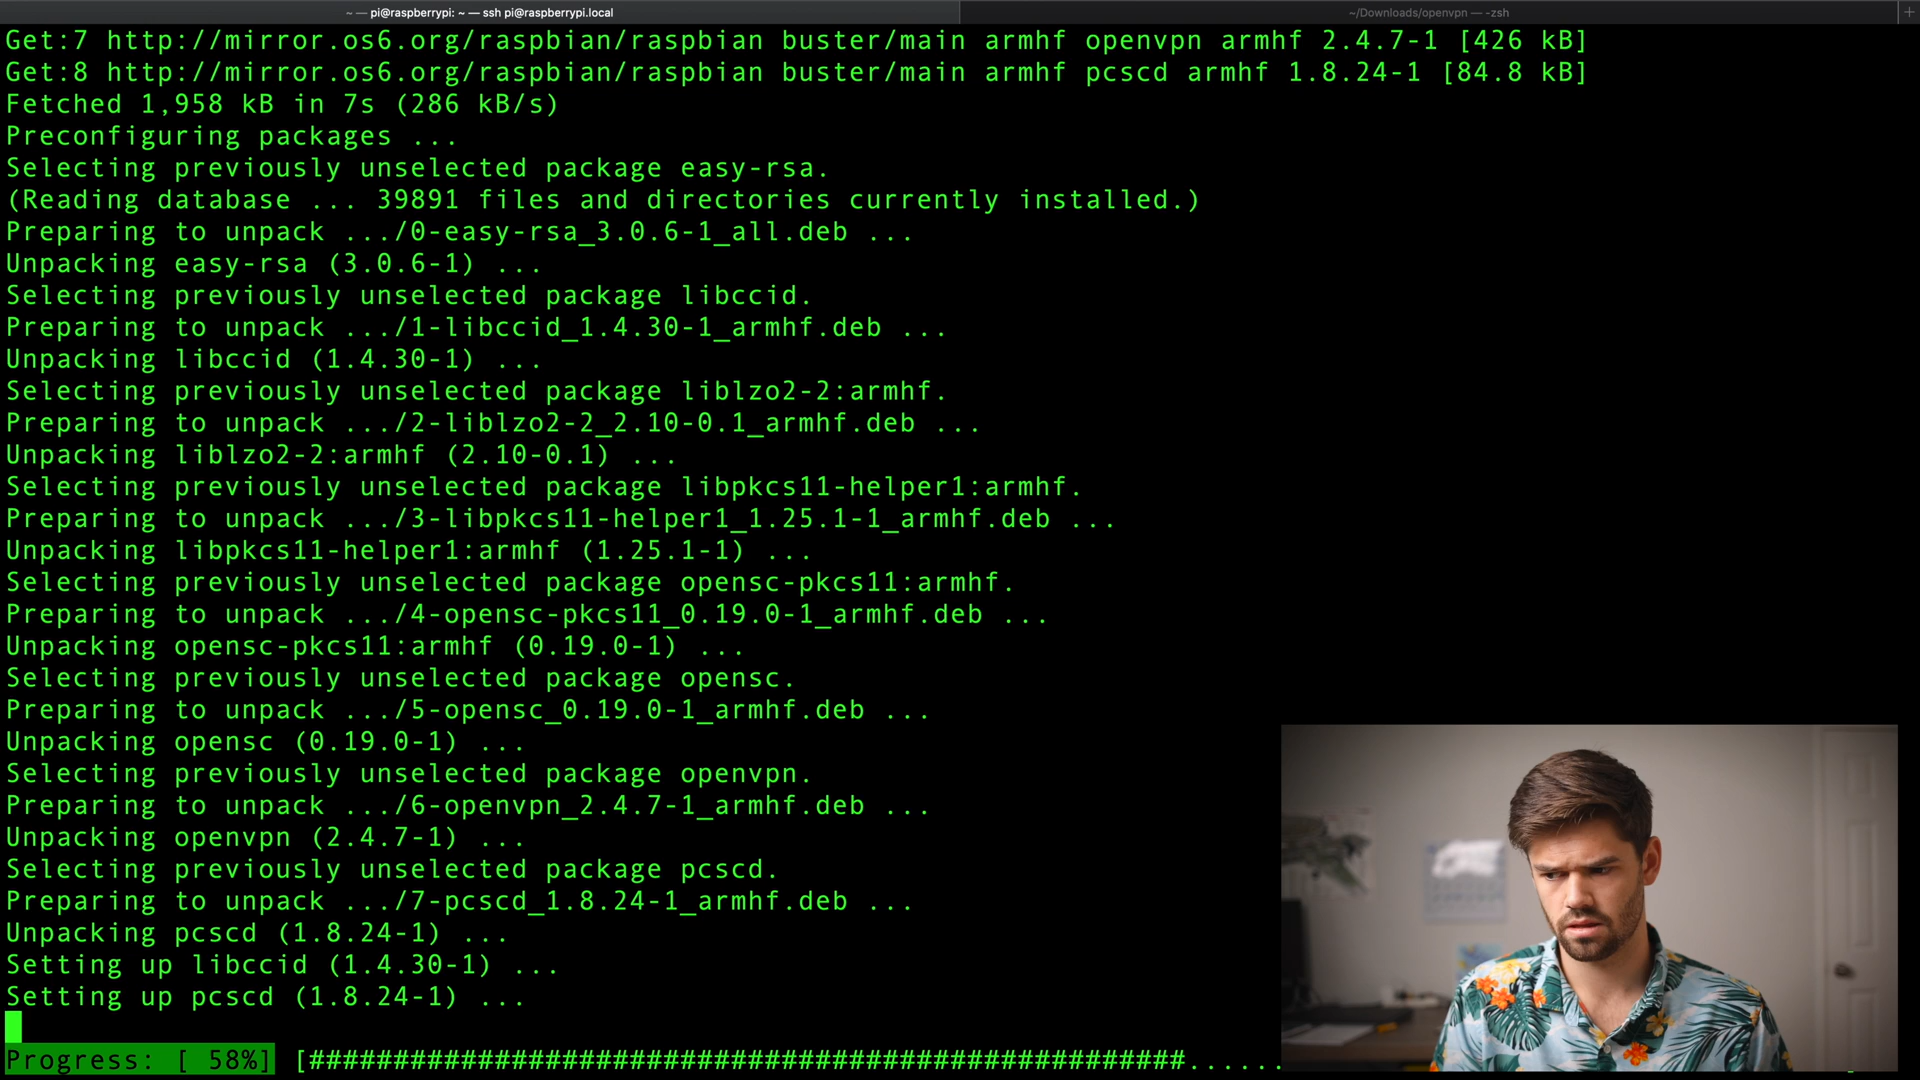 ~ — pi@raspberrypi: ~ — ssh pi@raspberrypi.local
~/Downloads/openvpn — -zsh
Get:7 http://mirror.os6.org/raspbian/raspbian buster/main armhf openvpn armhf 2.4.7-1 [426 kB]
Get:8 http://mirror.os6.org/raspbian/raspbian buster/main armhf pcscd armhf 1.8.24-1 [84.8 kB]
Fetched 1,958 kB in 7s (286 kB/s)
Preconfiguring packages ...
Selecting previously unselected package easy-rsa.
(Reading database ... 39891 files and directories currently installed.)
Preparing to unpack .../0-easy-rsa_3.0.6-1_all.deb ...
Unpacking easy-rsa (3.0.6-1) ...
Selecting previously unselected package libccid.
Preparing to unpack .../1-libccid_1.4.30-1_armhf.deb ...
Unpacking libccid (1.4.30-1) ...
Selecting previously unselected package liblzo2-2:armhf.
Preparing to unpack .../2-liblzo2-2_2.10-0.1_armhf.deb ...
Unpacking liblzo2-2:armhf (2.10-0.1) ...
Selecting previously unselected package libpkcs11-helper1:armhf.
Preparing to unpack .../3-libpkcs11-helper1_1.25.1-1_armhf.deb ...
Unpacking libpkcs11-helper1:armhf (1.25.1-1) ...
Selecting previously unselected package opensc-pkcs11:armhf.
Preparing to unpack .../4-opensc-pkcs11_0.19.0-1_armhf.deb ...
Unpacking opensc-pkcs11:armhf (0.19.0-1) ...
Selecting previously unselected package opensc.
Preparing to unpack .../5-opensc_0.19.0-1_armhf.deb ...
Unpacking opensc (0.19.0-1) ...
Selecting previously unselected package openvpn.
Preparing to unpack .../6-openvpn_2.4.7-1_armhf.deb ...
Unpacking openvpn (2.4.7-1) ...
Selecting previously unselected package pcscd.
Preparing to unpack .../7-pcscd_1.8.24-1_armhf.deb ...
Unpacking pcscd (1.8.24-1) ...
Setting up libccid (1.4.30-1) ...
Setting up pcscd (1.8.24-1) ...
Progress: [ 58%] [####################################################......